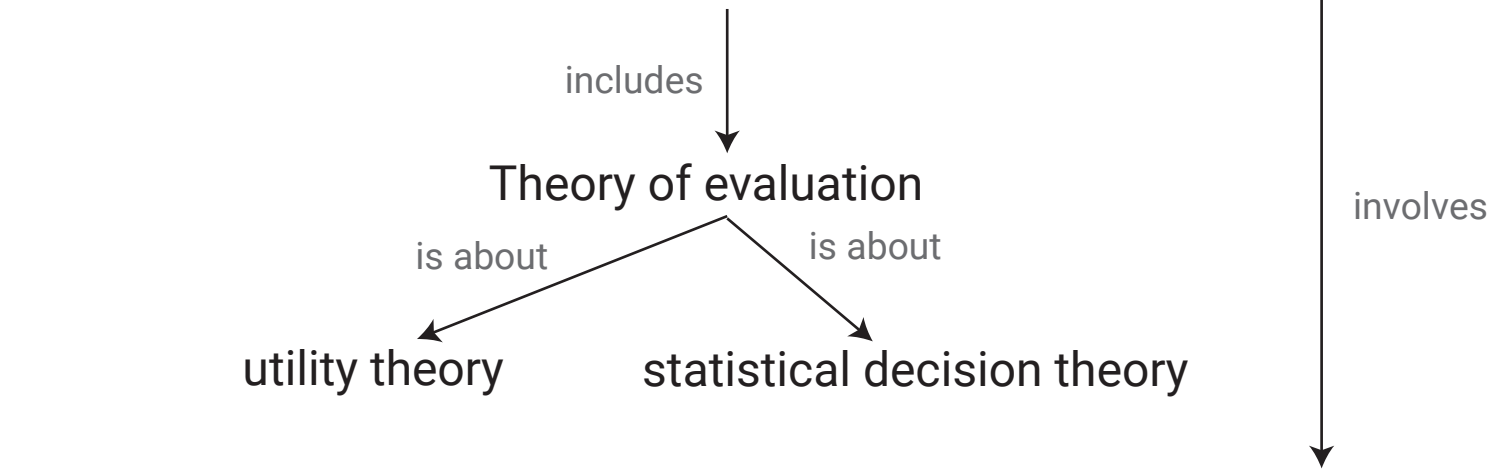 includes
Theory of evaluation
involves
is about
is about
utility theory
statistical decision theory